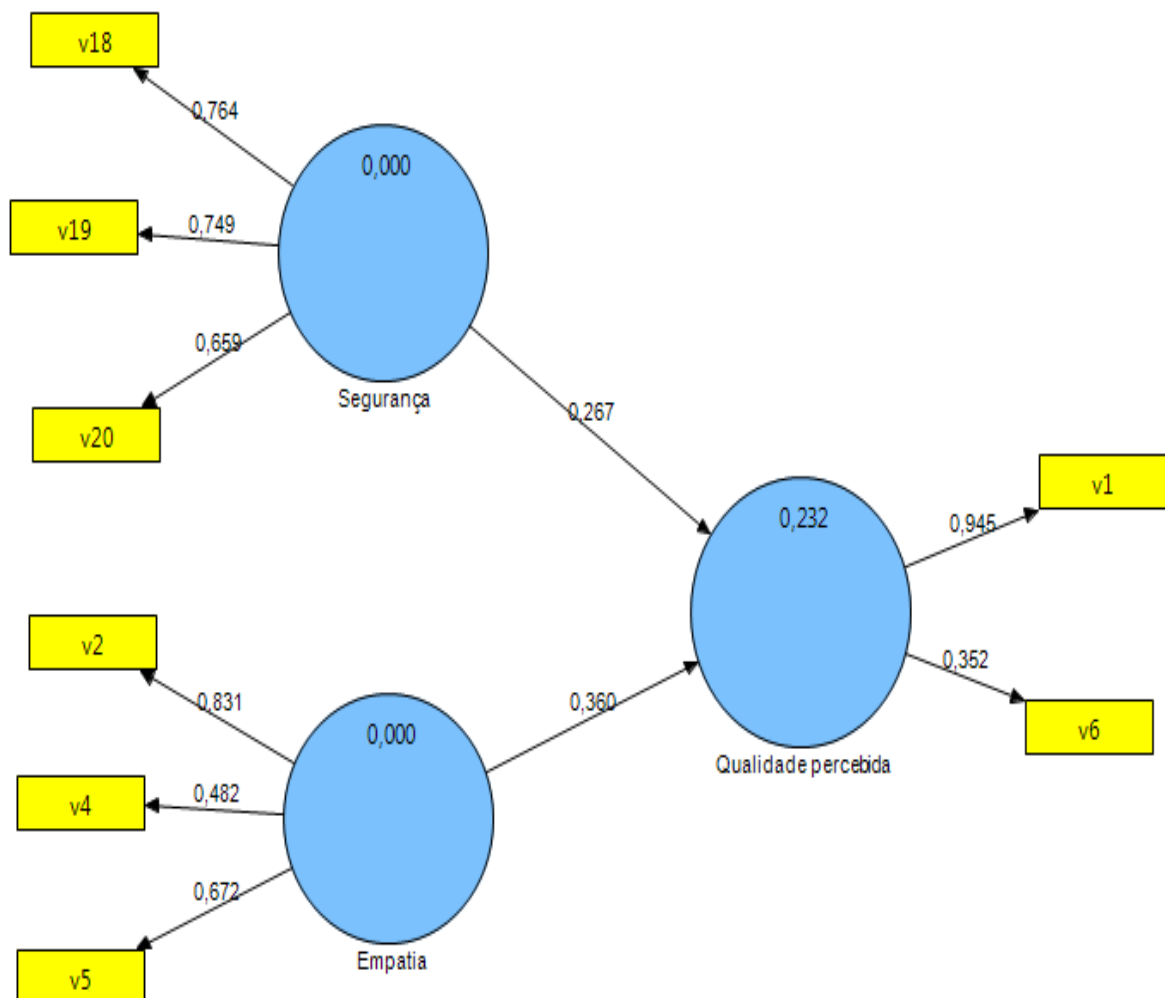 v18
0,764
0,000
v19
0,749
0,659
Segurança
v20
0,267
v1
0,945
0,232
v2
0,831
0,352
0,000
0,360
v6
Qualidade percebida
v4
0,482
0,672
Empatia
v5